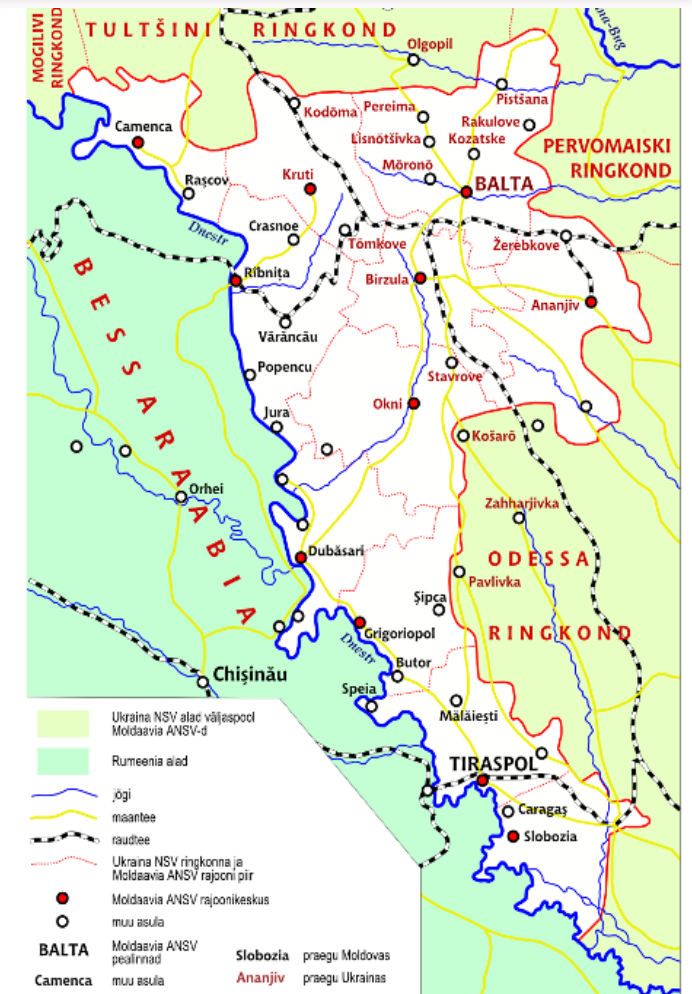 MOGILIVI
RINGKOND
TULTŠINI RINGKOND
Olgopil
Pistšana
Kodõma
Pereima
Rakulove
Camenca
Lisnõtšivka
Kozatske
PERVOMAISKI
RINGKOND
Mõronõ
BALTA
Rașcov
Kruti
Dnestr
Crasnoe
Tõmkove
Žerebkove
Rîbnița
Birzula
Ananjiv
BESSARAABIA
Vărăncău
Popencu
Stavrove
Okni
Jura
Košarõ
Orhei
Zahharjivka
Dubăsari
ODESSA
RINGKOND
Pavlivka
Șipca
Grigoriopol
Dnestr
Butor
Chișinău
Speia
Mălăiești
TIRASPOL
Caragaș
Slobozia
Ukraina NSV alad väljaspool
Moldaavia ANSV-d
Rumeenia alad
jõgi
maantee
raudtee
Ukraina NSV ringkonna ja
Moldaavia ANSV rajooni piir
Moldaavia ANSV rajoonikeskus
muu asula
BALTA Moldaavia ANSV
pealinnad
Camenca muu asula
Slobozia praegu Moldovas
Ananjiv praegu Ukrainas